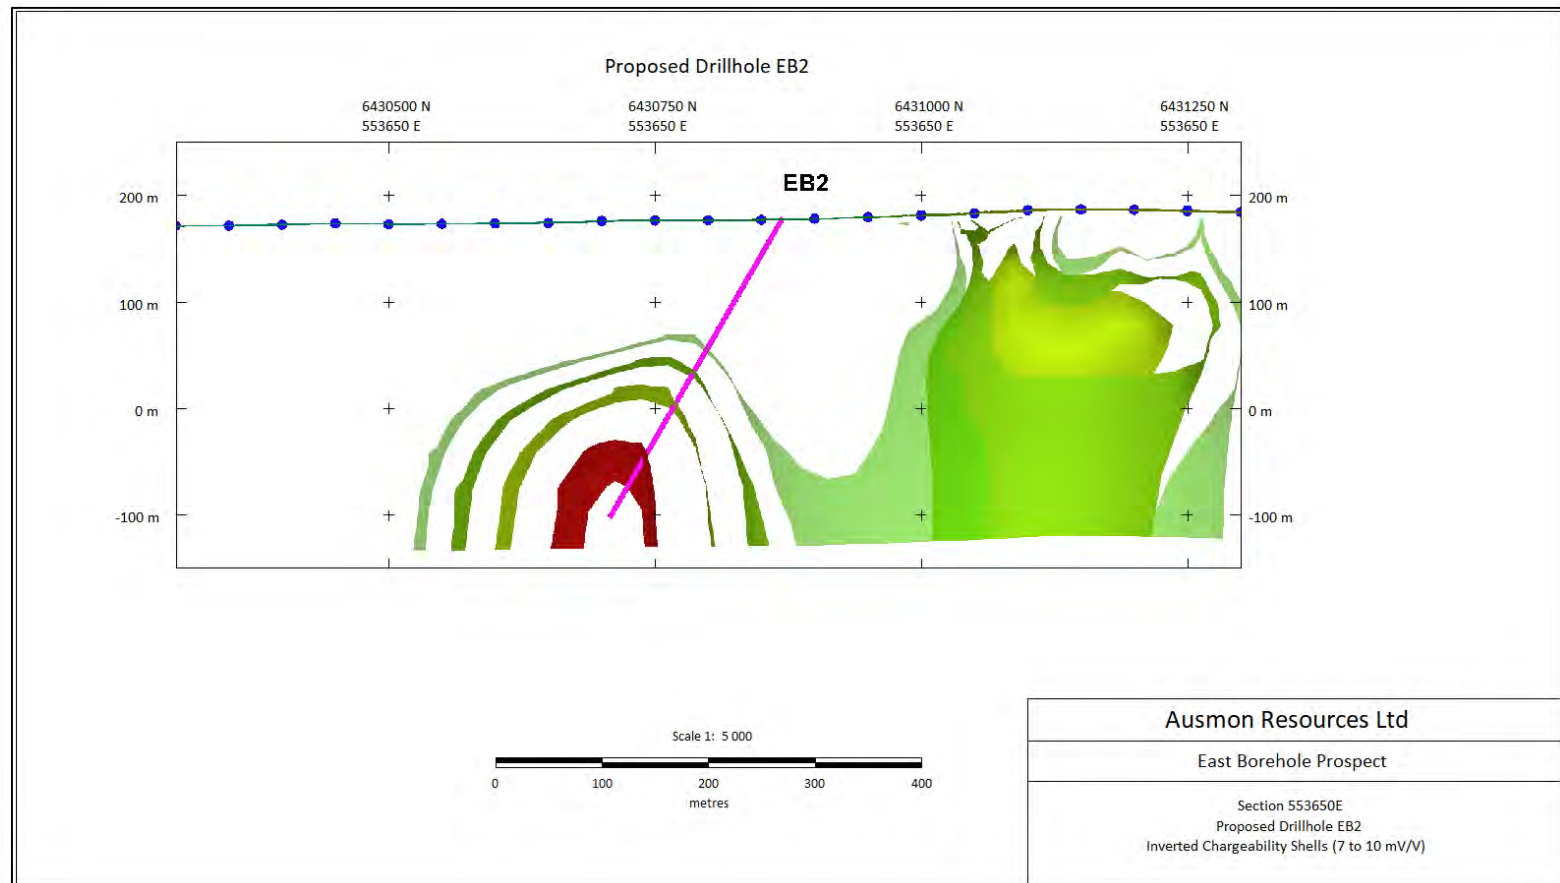 Proposed Drillhole EB2
6430500 N
553650 E
6430750 N
553650 E
6431000 N
553650 E
6431250 N
553650 E
EB2
200 m
200 m
100 m
100 m
0 m
0 m
-100 m
-100 m
Scale 1: 5 000
0 100 200 300 400
metres
Ausmon Resources Ltd
East Borehole Prospect
Section 553650E
Proposed Drillhole EB2
Inverted Chargeability Shells (7 to 10 mV/V)